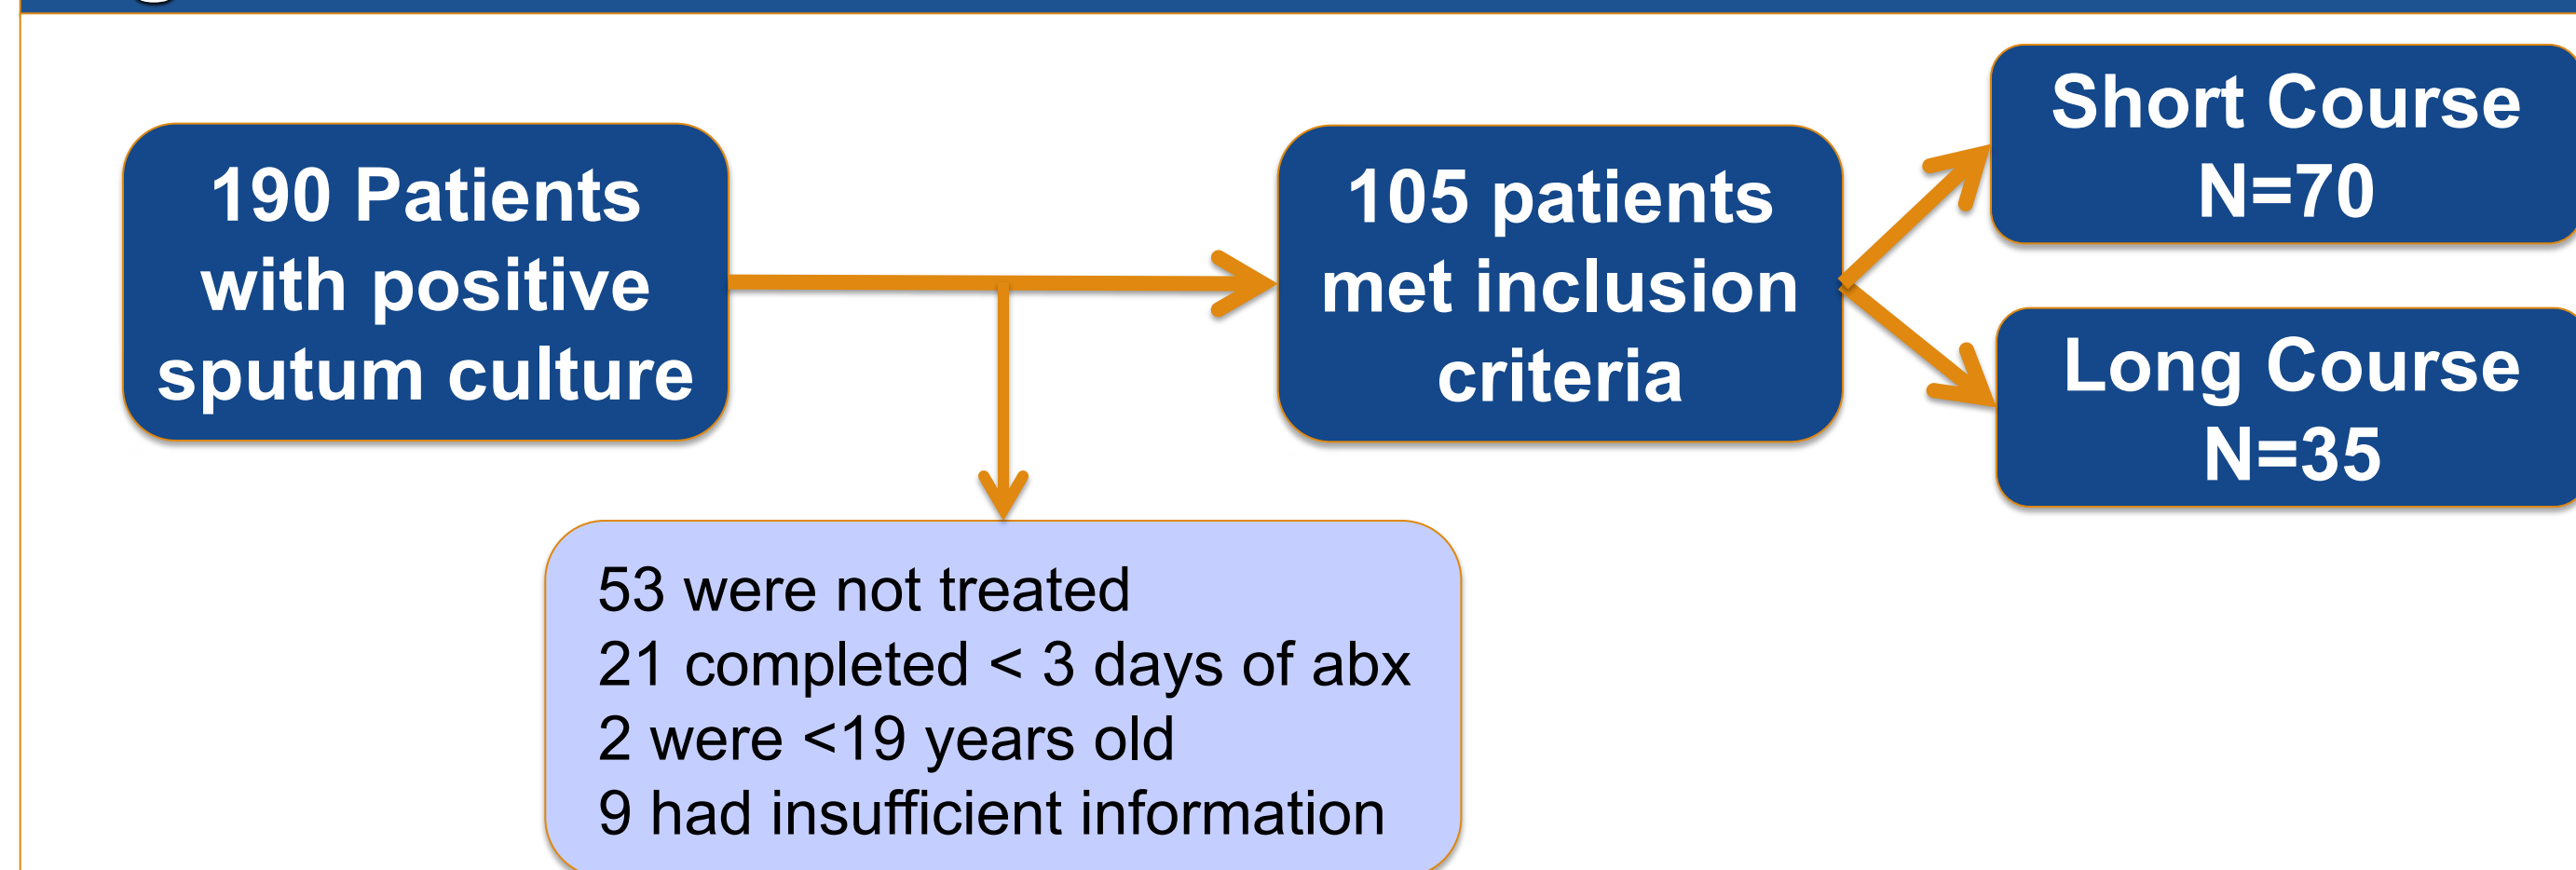 190 Patients
with positive
sputum culture
105 patients
met inclusion
criteria
Short Course
N=70
Long Course
N=35
53 were not treated
21 completed < 3 days of abx
2 were <19 years old
9 had insufficient information